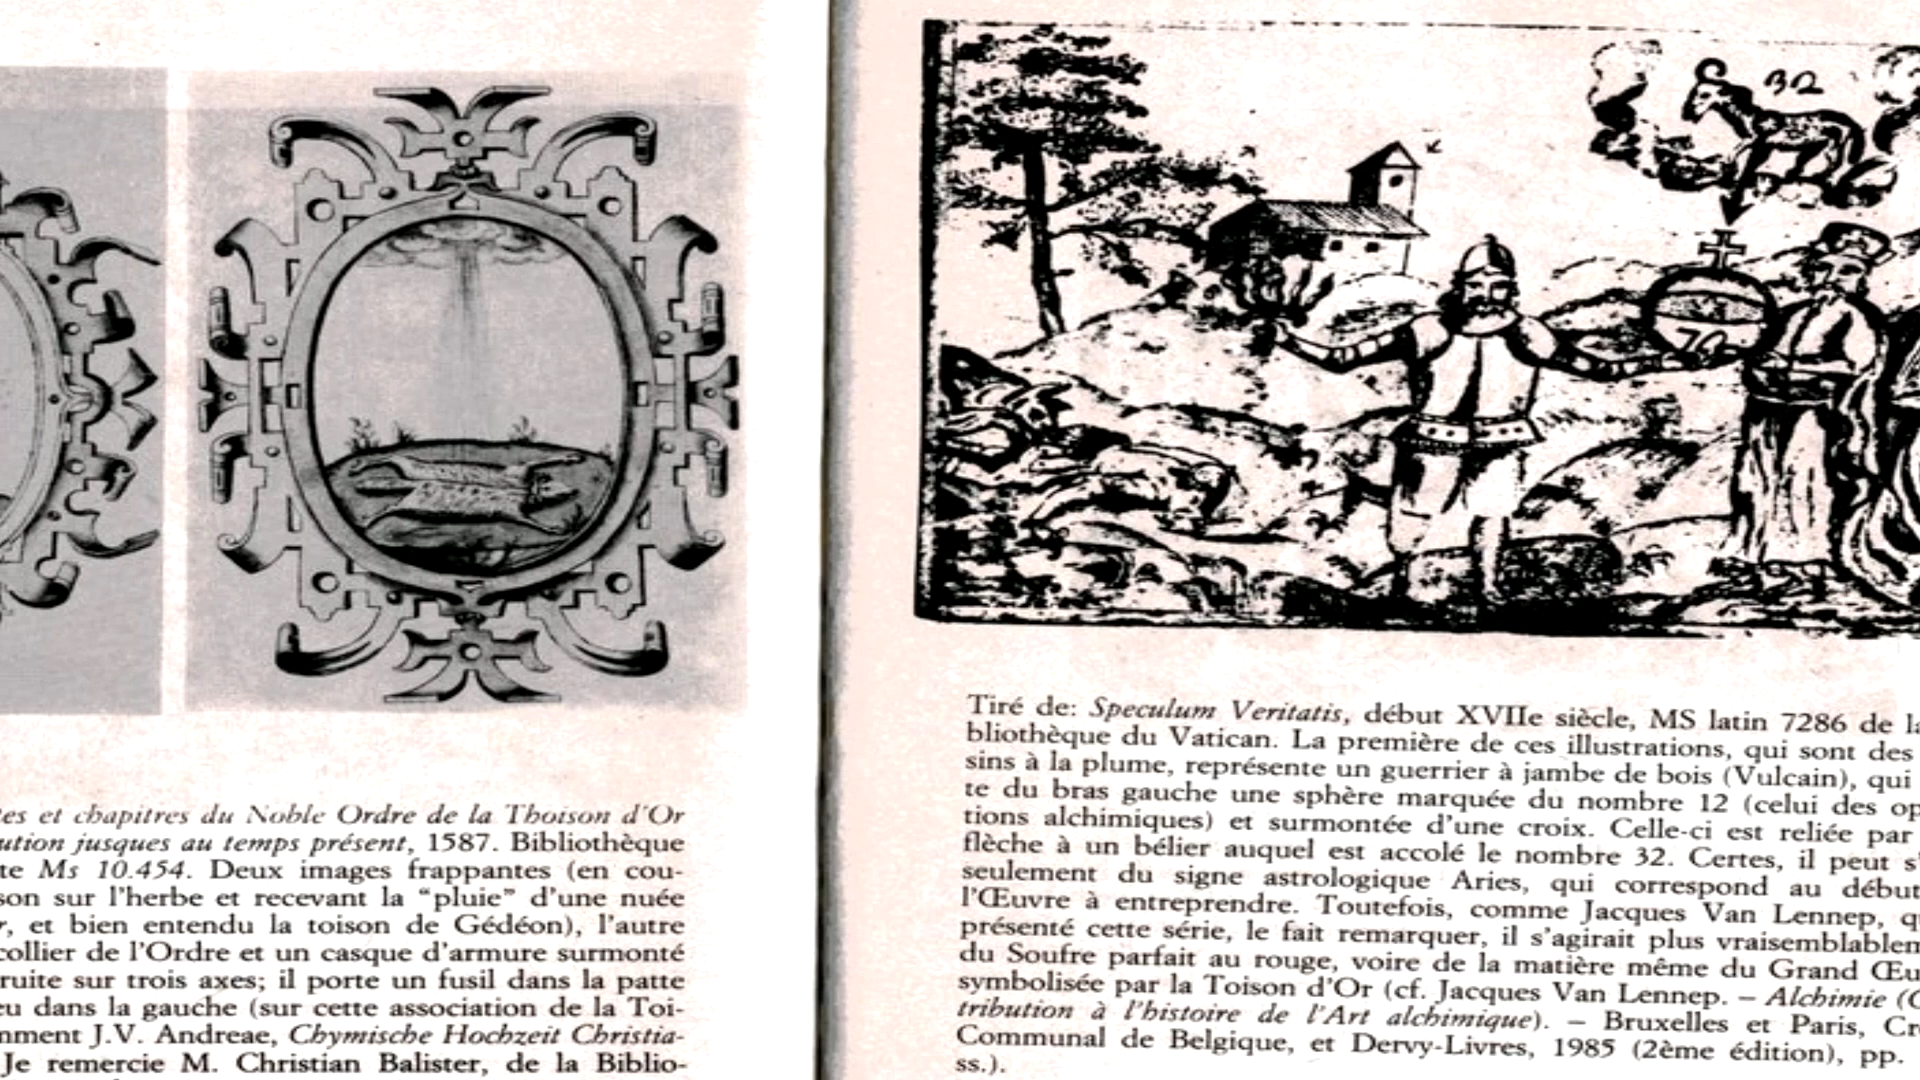 tes et chapitres du Noble Ordre de la Thoison d'Or
ution jusques au temps présent, 1587. Bibliothèque
te Ms 10.454. Deux images frappantes (en cou-
son sur l'herbe et recevant la “pluie” d'une nuée
r, et bien entendu la toison de Gédéon), l'autre
collier de l'Ordre et un casque d'armure surmonté
ruite sur trois axes; il porte un fusil dans la patte
eu dans la gauche (sur cette association de la Toi-
mment J.V. Andreae, Chymische Hochzeit Christia-
Je remercie M. Christian Balister, de la Biblio-
32
Tiré de: Speculum Veritatis, début XVIIe siècle, MS latin 7286 de la
bliothèque du Vatican. La première de ces illustrations, qui sont des
sins à la plume, représente un guerrier à jambe de bois (Vulcain), qui
te du bras gauche une sphère marquée du nombre 12 (celui des op
tions alchimiques) et surmontée d'une croix. Celle-ci est reliée par
flèche à un bélier auquel est accolé le nombre 32. Certes, il peut s'
seulement du signe astrologique Aries, qui correspond au début
l'Œuvre à entreprendre. Toutefois, comme Jacques Van Lennep, qu
présenté cette série, le fait remarquer, il s'agirait plus vraisemblablem
du Soufre parfait au rouge, voire de la matière même du Grand Œu
symbolisée par la Toison d'Or (cf. Jacques Van Lennep. – Alchimie (C
tribution à l'histoire de l'Art alchimique). – Bruxelles et Paris, Cr
Communal de Belgique, et Dervy-Livres, 1985 (2ème édition), pp.
ss.).